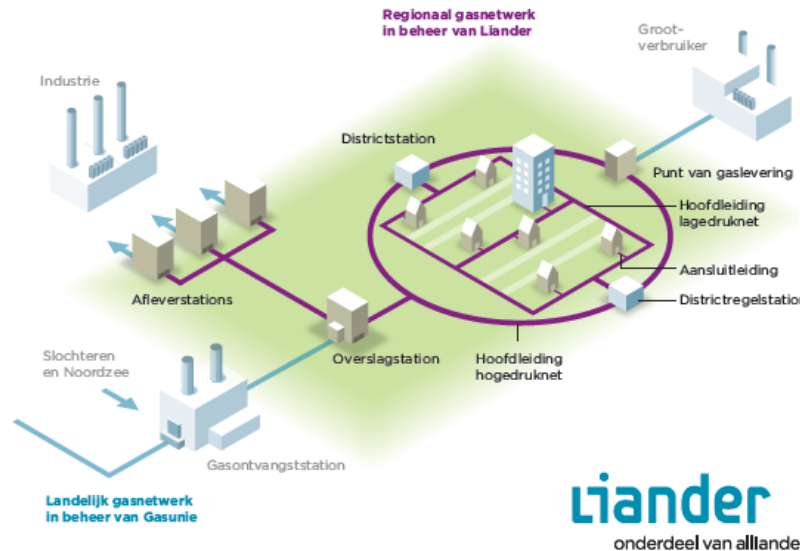 Regionaal gasnetwerk
in beheer van Liander
Groot-
verbruiker
Industrie
Districtstation
Punt van gaslevering
Hoofdleiding
lagedruknet
Aansluitleiding
Afleverstations
Districtregelstation
Slochteren
en Noordzee
Overslagstation
Hoofdleiding
hogedruknet
Gasontvangststation
Landelijk gasnetwerk
in beheer van Gasunie
Liander
onderdeel van alliander